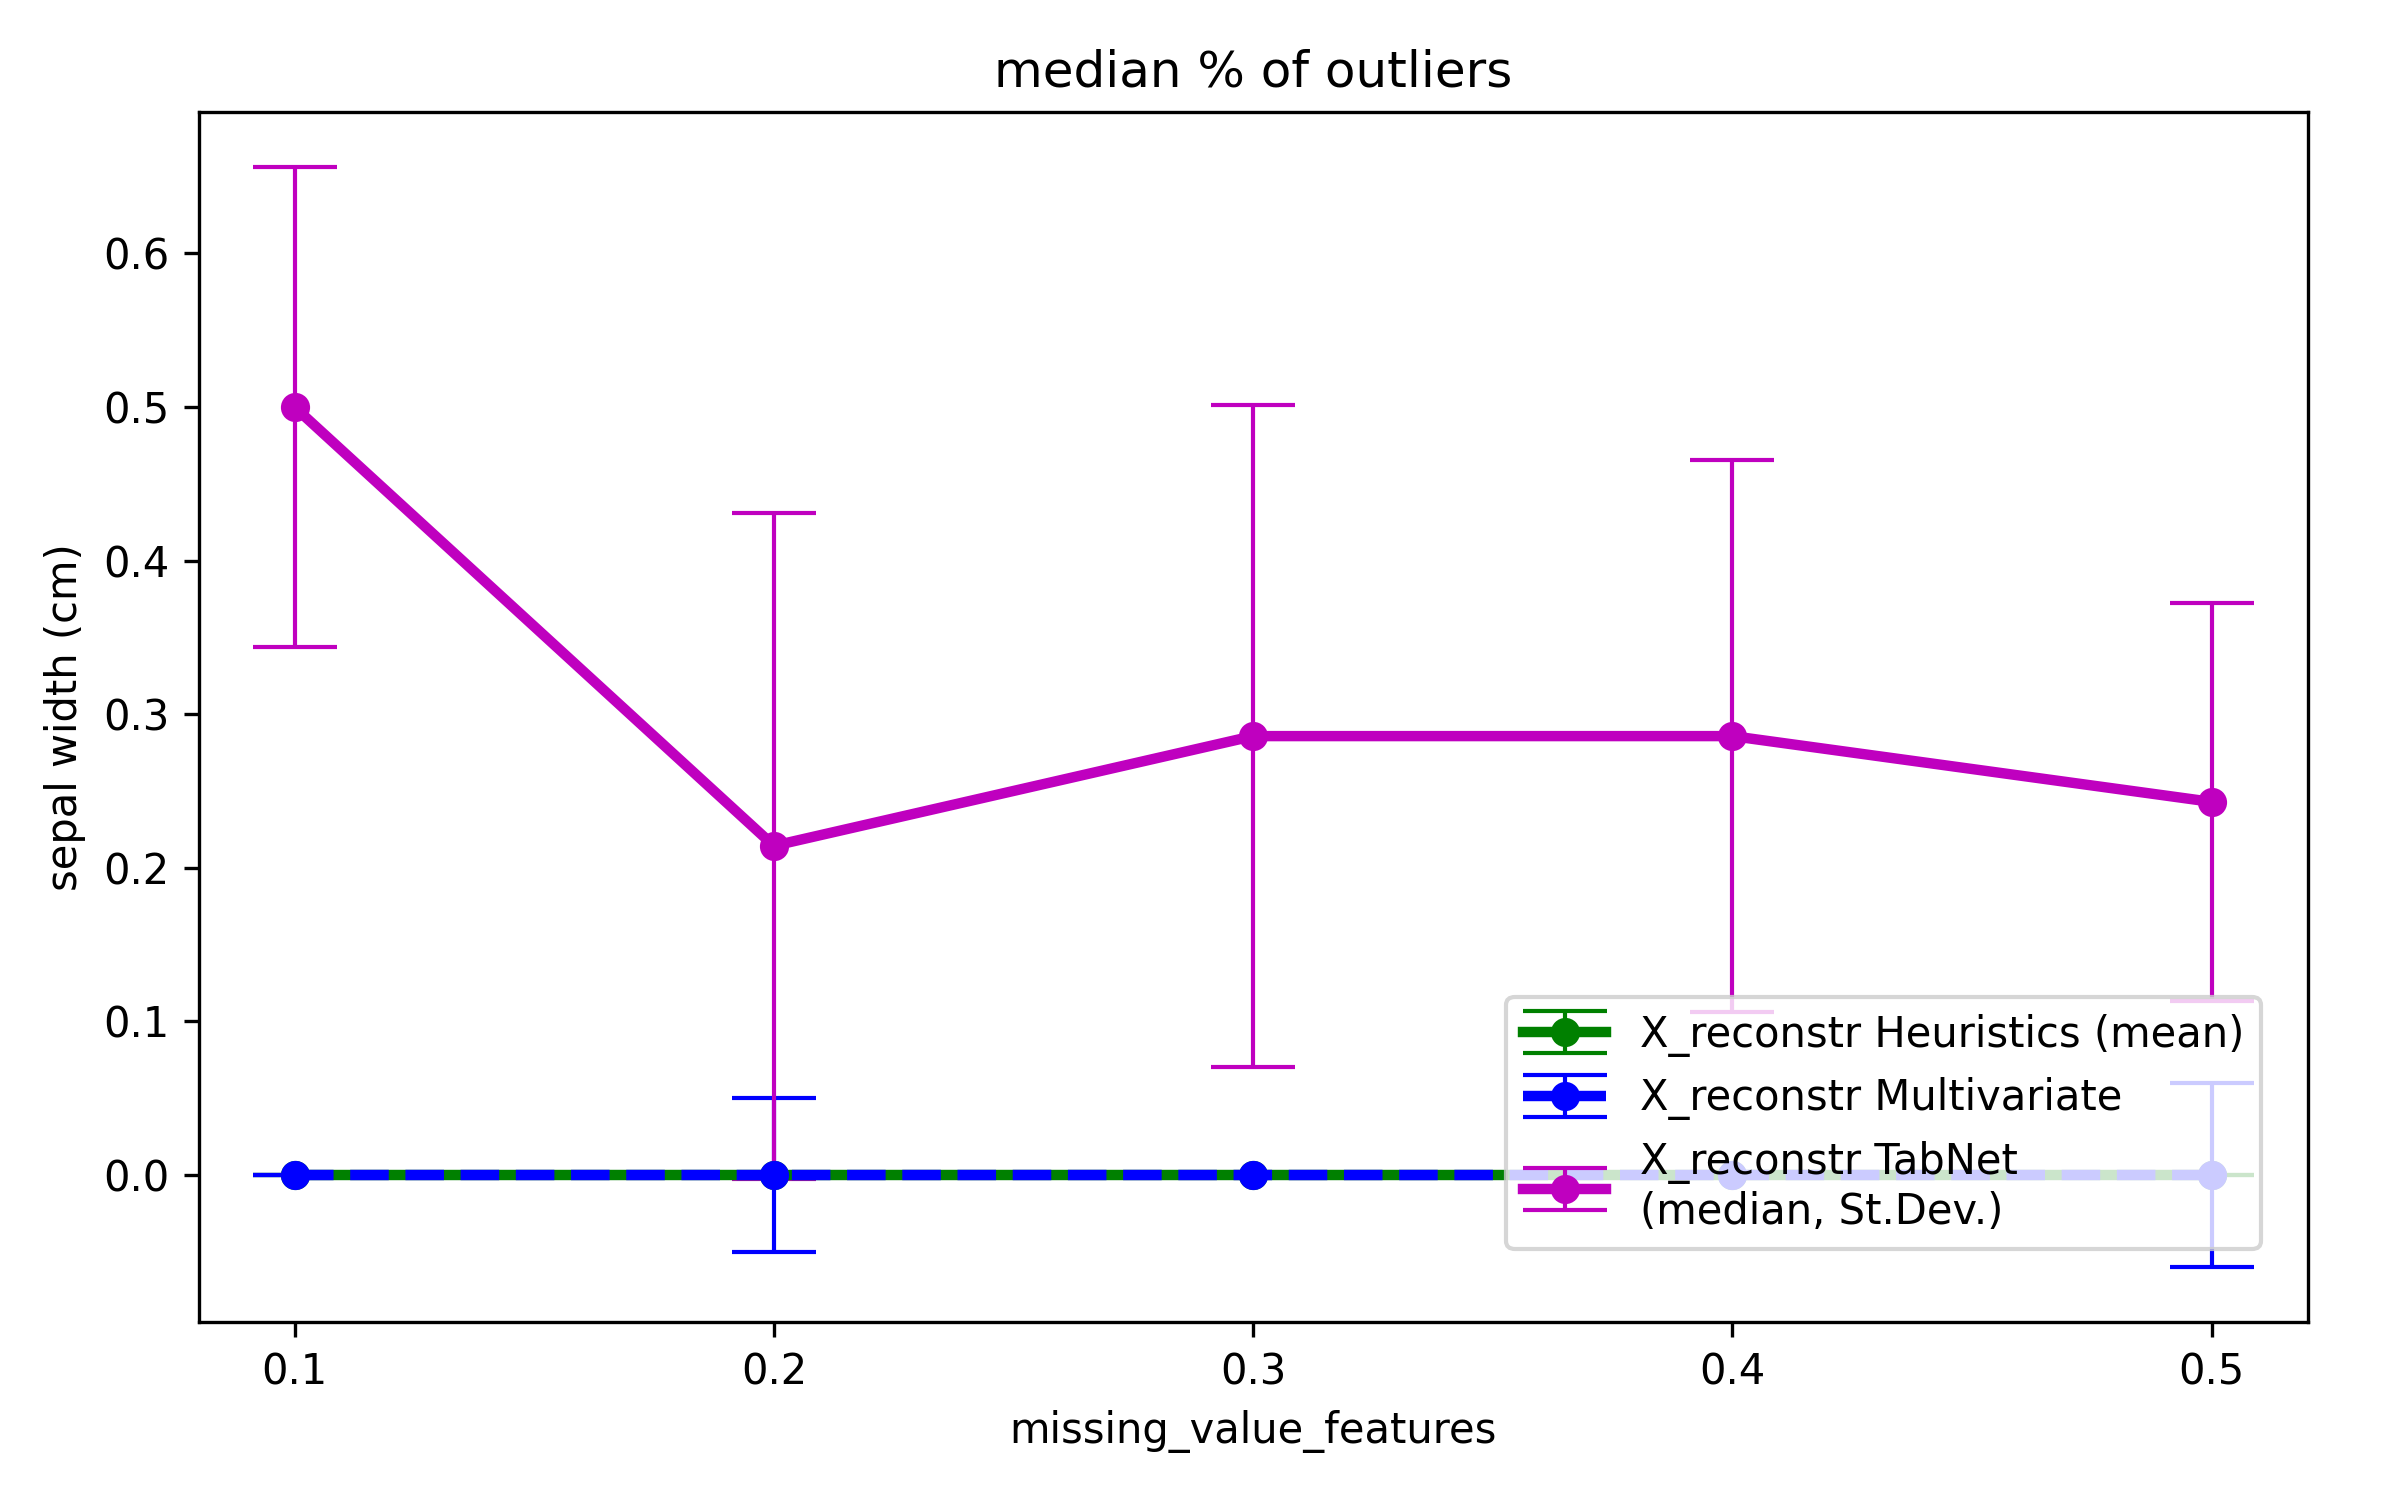 median % of outliers
sepal width (cm)
0.6
0.5
0.4
0.3
0.2
0.1
0.0
X_reconstr Heuristics (mean)
X_reconstr Multivariate
X_reconstr TabNet
(median, St.Dev.)
0.1 0.2 0.3 0.4 0.5
missing_value_features